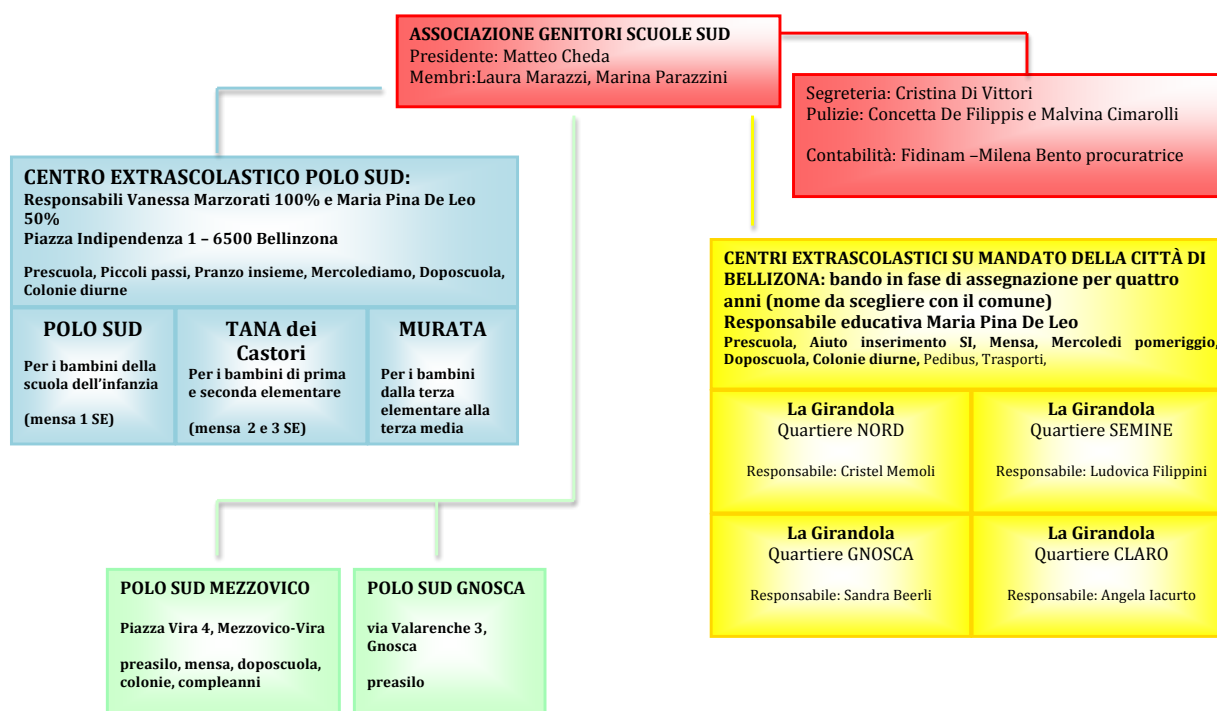 ASSOCIAZIONE GENITORI SCUOLE SUD
Presidente: Matteo Cheda
Membri:Laura Marazzi, Marina Parazzini
Segreteria: Cristina Di Vittori
Pulizie: Concetta De Filippis e Malvina Cimarolli
Contabilità: Fidinam –Milena Bento procuratrice
CENTRO EXTRASCOLASTICO POLO SUD:
Responsabili Vanessa Marzorati 100% e Maria Pina De Leo
50%
Piazza Indipendenza 1 – 6500 Bellinzona
Prescuola, Piccoli passi, Pranzo insieme, Mercolediamo, Doposcuola,
Colonie diurne
POLO SUD
Per i bambini della
scuola dell'infanzia
(mensa 1 SE)
TANA dei
Castori
Per i bambini di prima
e seconda elementare
(mensa 2 e 3 SE)
MURATA
Per i bambini
dalla terza
elementare alla
terza media
CENTRI EXTRASCOLASTICI SU MANDATO DELLA CITTÀ DI
BELLIZONA: bando in fase di assegnazione per quattro
anni (nome da scegliere con il comune)
Responsabile educativa Maria Pina De Leo
Prescuola, Aiuto inserimento SI, Mensa, Mercoledi pomeriggio,
Doposcuola, Colonie diurne, Pedibus, Trasporti,
La Girandola
Quartiere NORD
Responsabile: Cristel Memoli
La Girandola
Quartiere SEMINE
Responsabile: Ludovica Filippini
La Girandola
Quartiere GNOSCA
Responsabile: Sandra Beerli
La Girandola
Quartiere CLARO
Responsabile: Angela Iacurto
POLO SUD MEZZOVICO
Piazza Vira 4, Mezzovico-Vira
preasilo, mensa, doposcuola,
colonie, compleanni
POLO SUD GNOSCA
via Valarenche 3,
Gnosca
preasilo